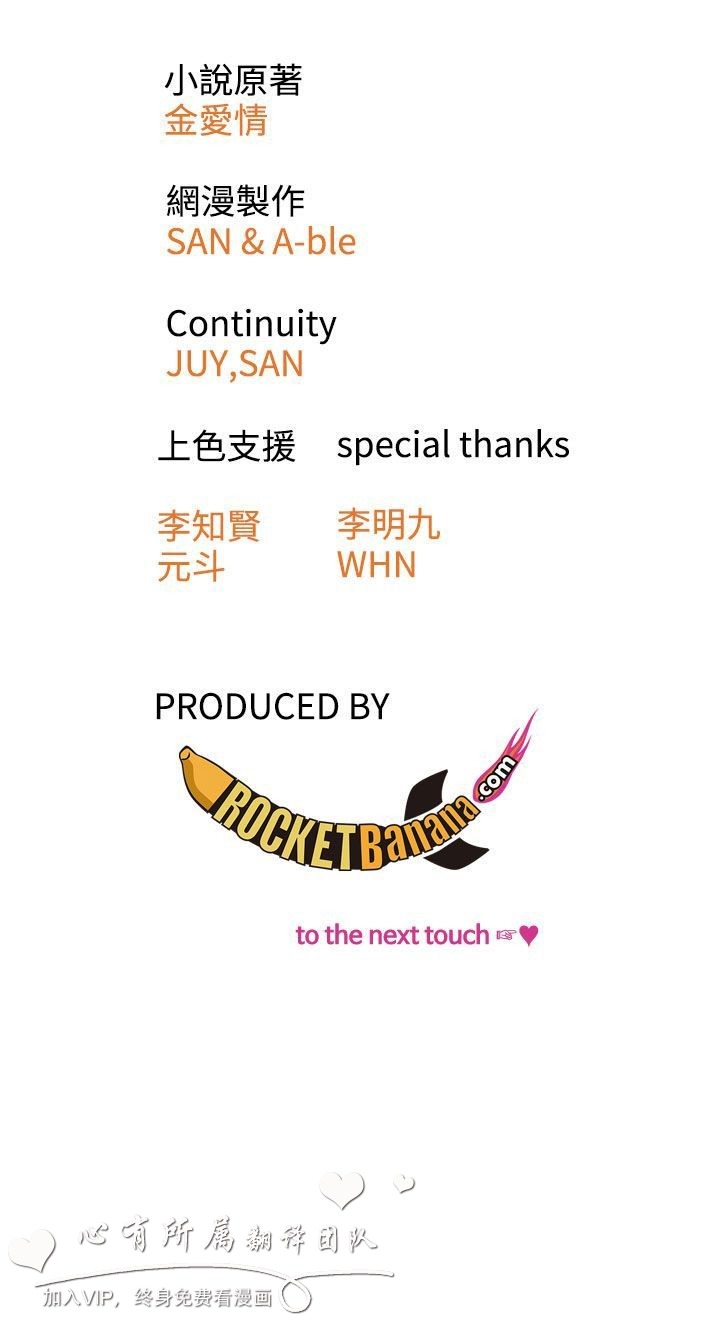 小說原著
金愛情
網漫製作
SAN & A-ble
Continuity
JUY,SAN
上色支援
李知賢
元斗
special thanks
李明九
WHN
PRODUCED BY
ROCKETBanana.com
to the next touch ☞♥
心有所属翻译团队
加入VIP，终身免费看漫画